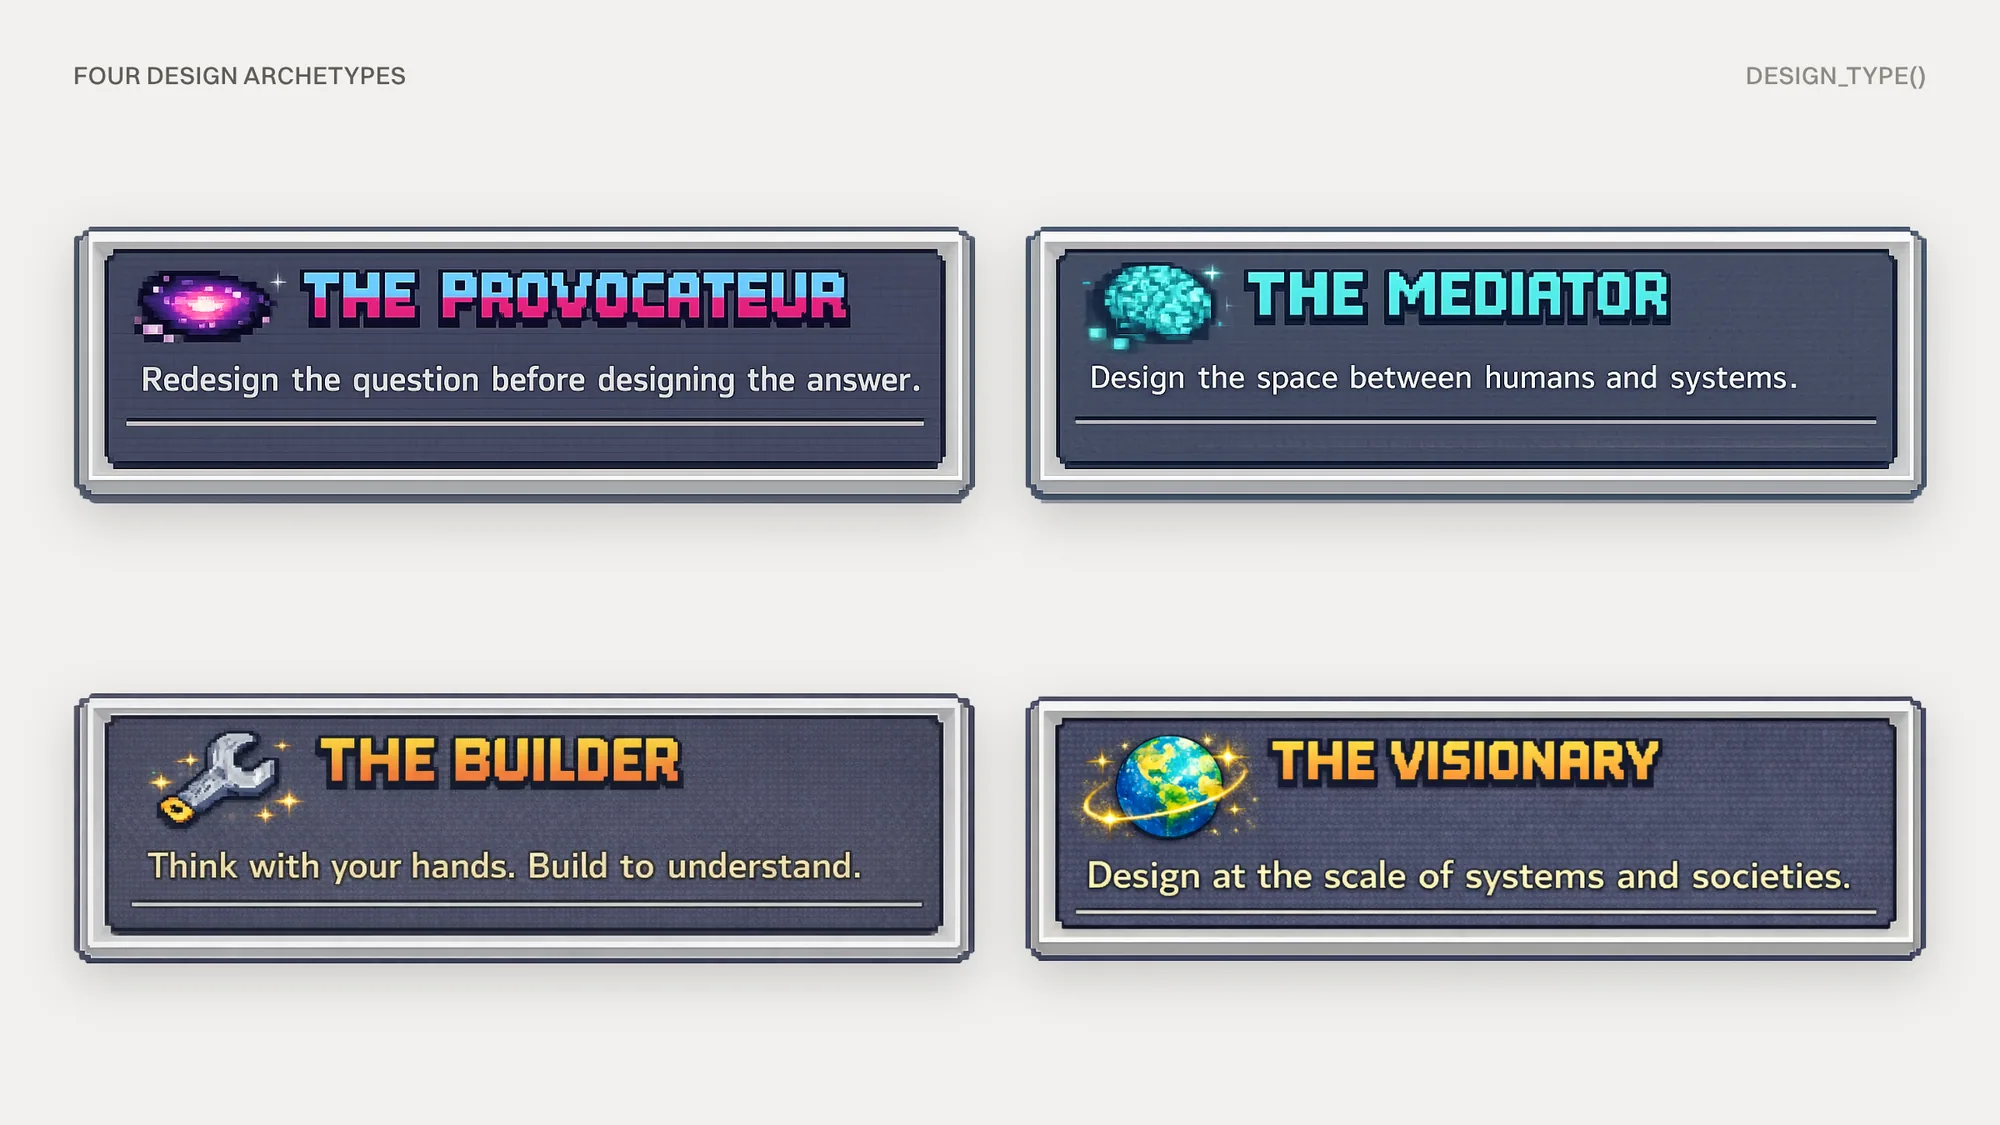 FOUR DESIGN ARCHETYPES
DESIGN_TYPE()
THE PROVOCATEUR
Redesign the question before designing the answer.
THE MEDIATOR
Design the space between humans and systems.
THE BUILDER
Think with your hands. Build to understand.
THE VISIONARY
Design at the scale of systems and societies.